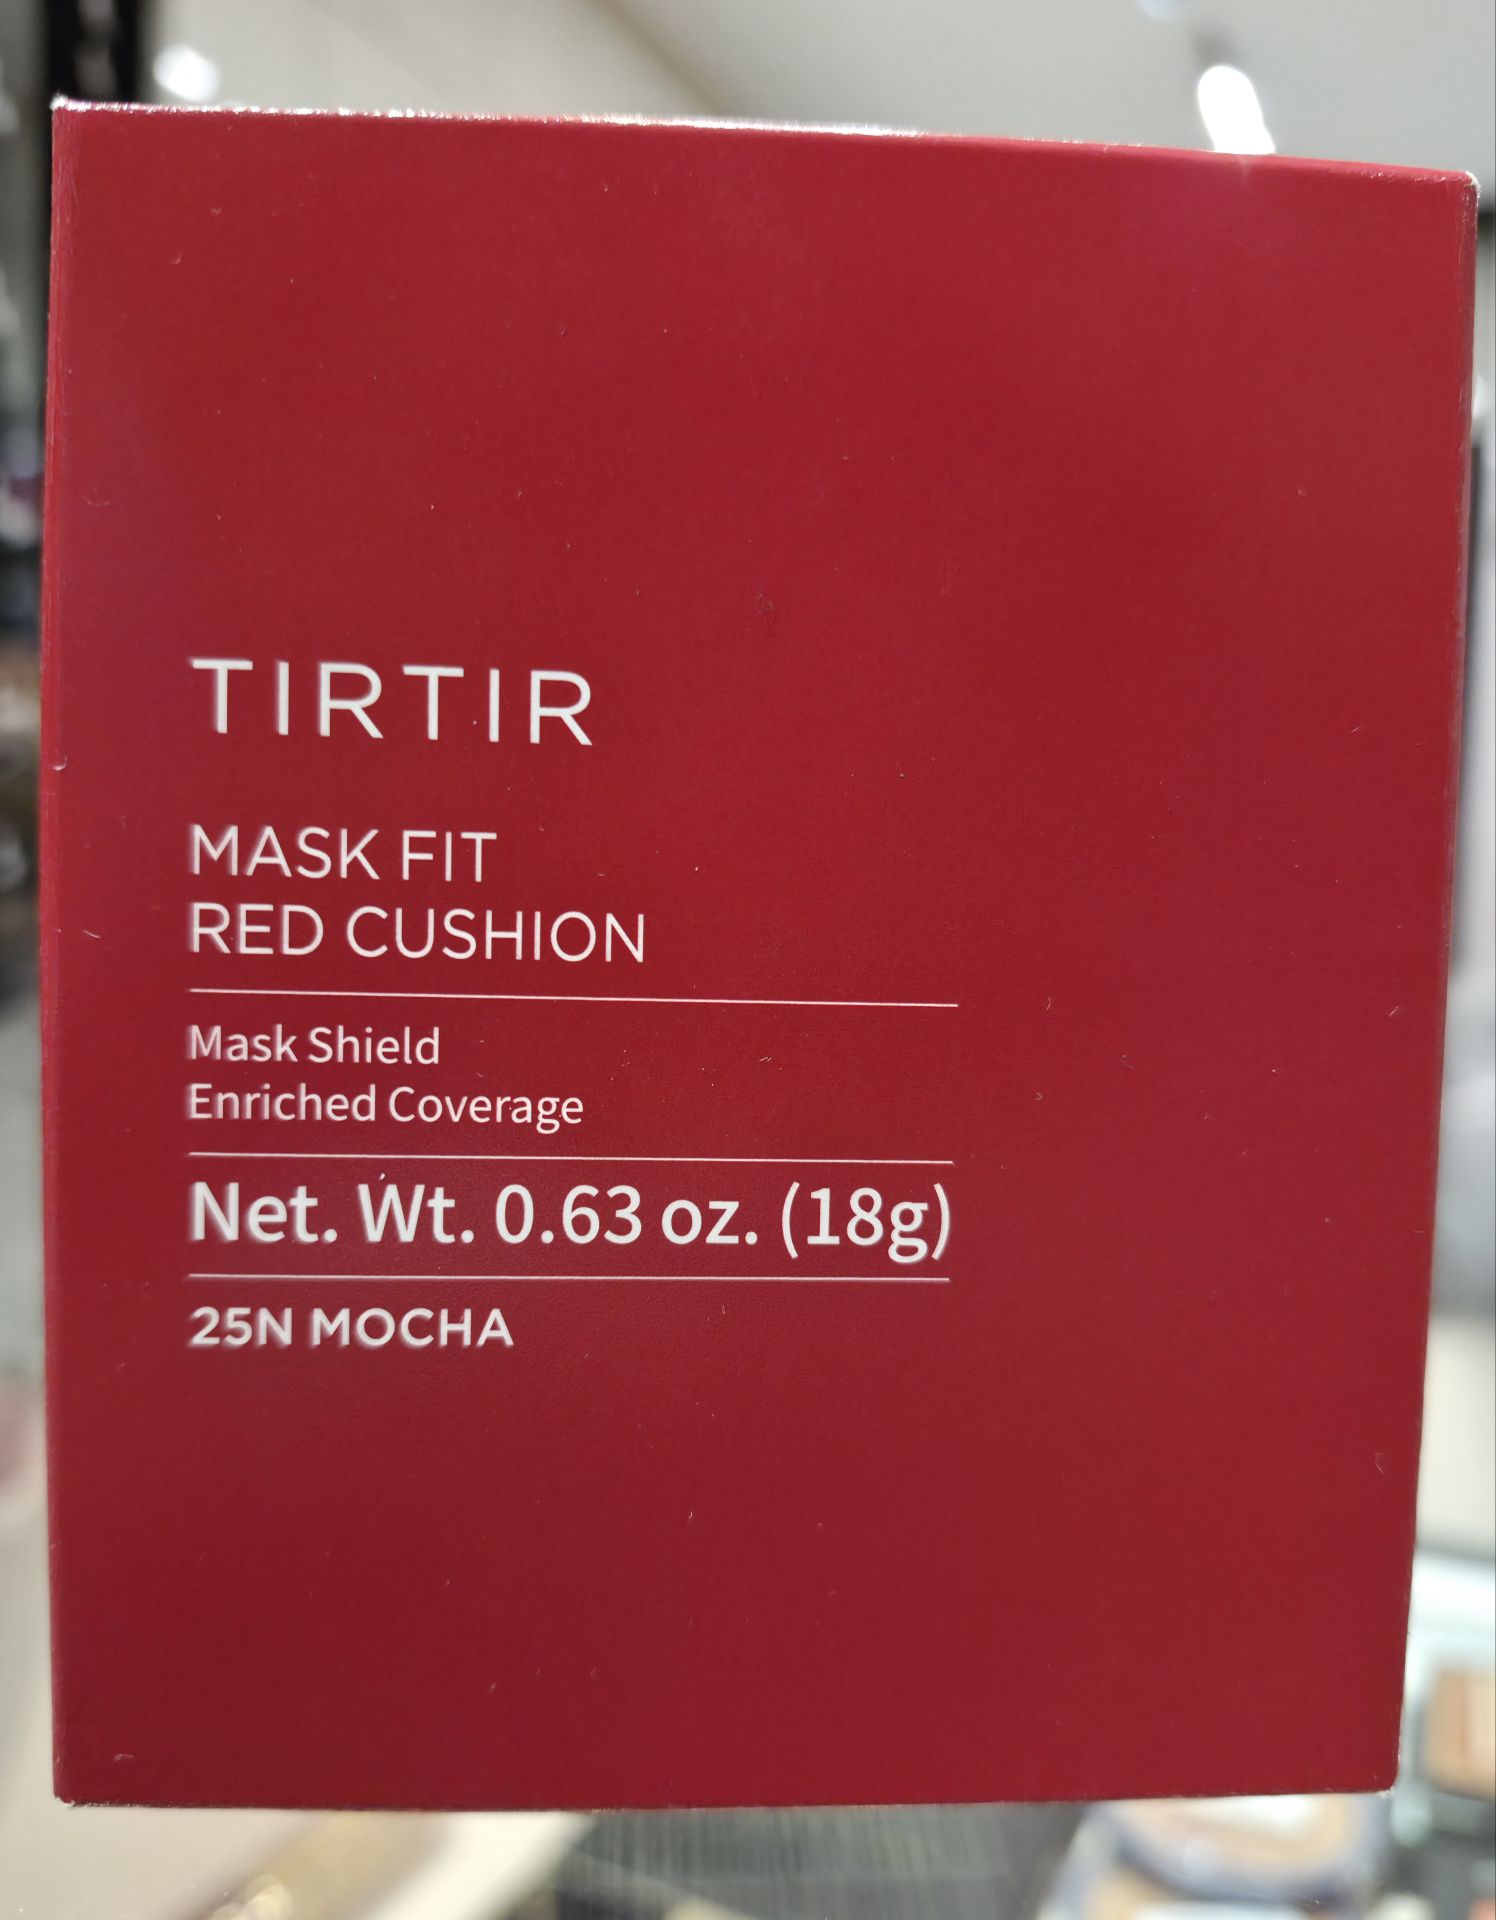 TIRTIR
MASK FIT
RED CUSHION
Mask Shield
Enriched Coverage
Net. Wt. 0.63 oz. (18g)
25N MOCHA